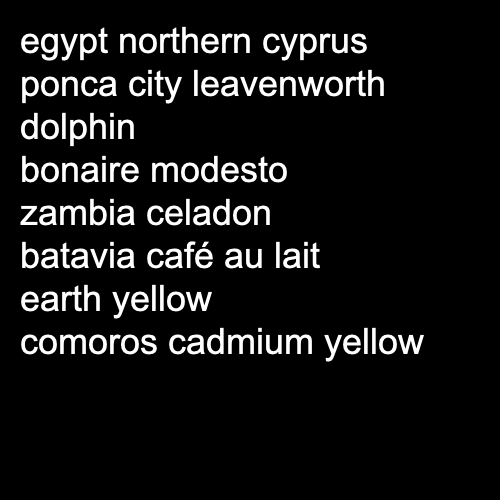 egypt northern cyprus
ponca city leavenworth
dolphin
bonaire modesto
zambia celadon
batavia café au lait
earth yellow
comoros cadmium yellow